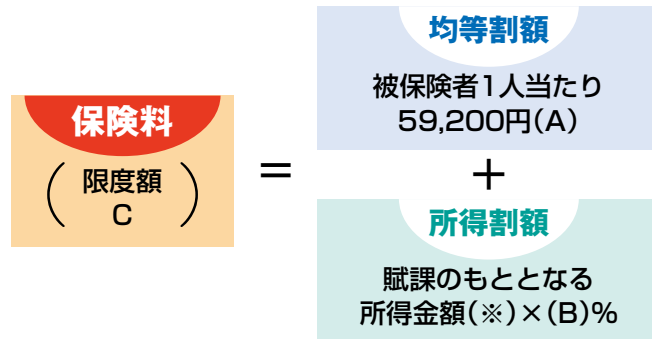 保険料
(限度額
C)
=
均等割額
被保険者1人当たり
59,200円(A)
+
所得割額
賦課のもととなる
所得金額(※)×(B)%